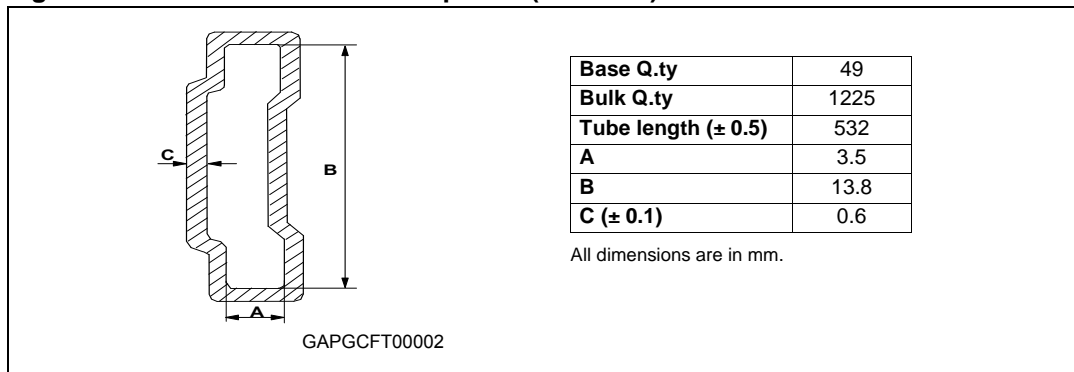 C
B
A
GAPGCFT00002
Base Q.ty 49
Bulk Q.ty 1225
Tube length (± 0.5) 532
A 3.5
B 13.8
C (± 0.1) 0.6
All dimensions are in mm.